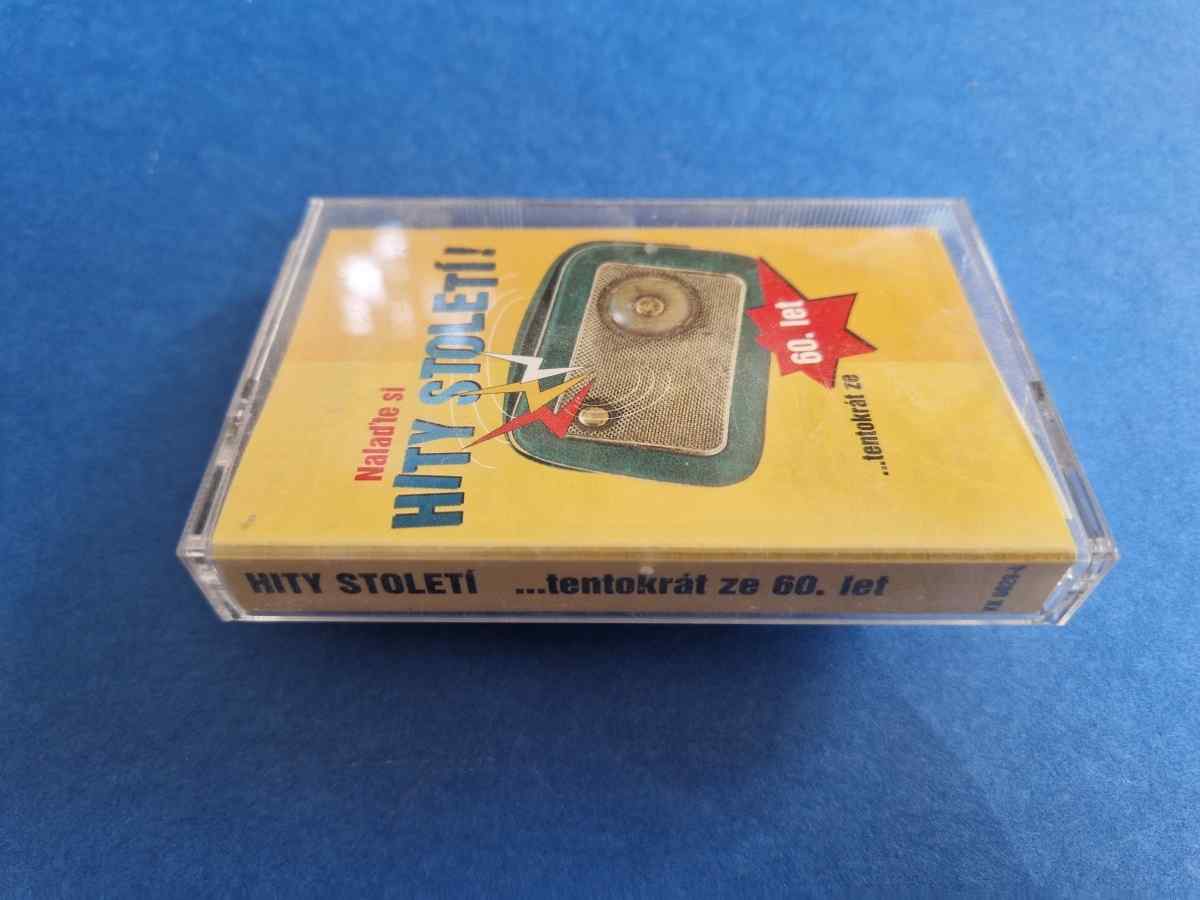 Nalaďte si
HITY STOLETÍ!
...tentokrát ze
60. let
HITY STOLETÍ ...tentokrát ze 60. let